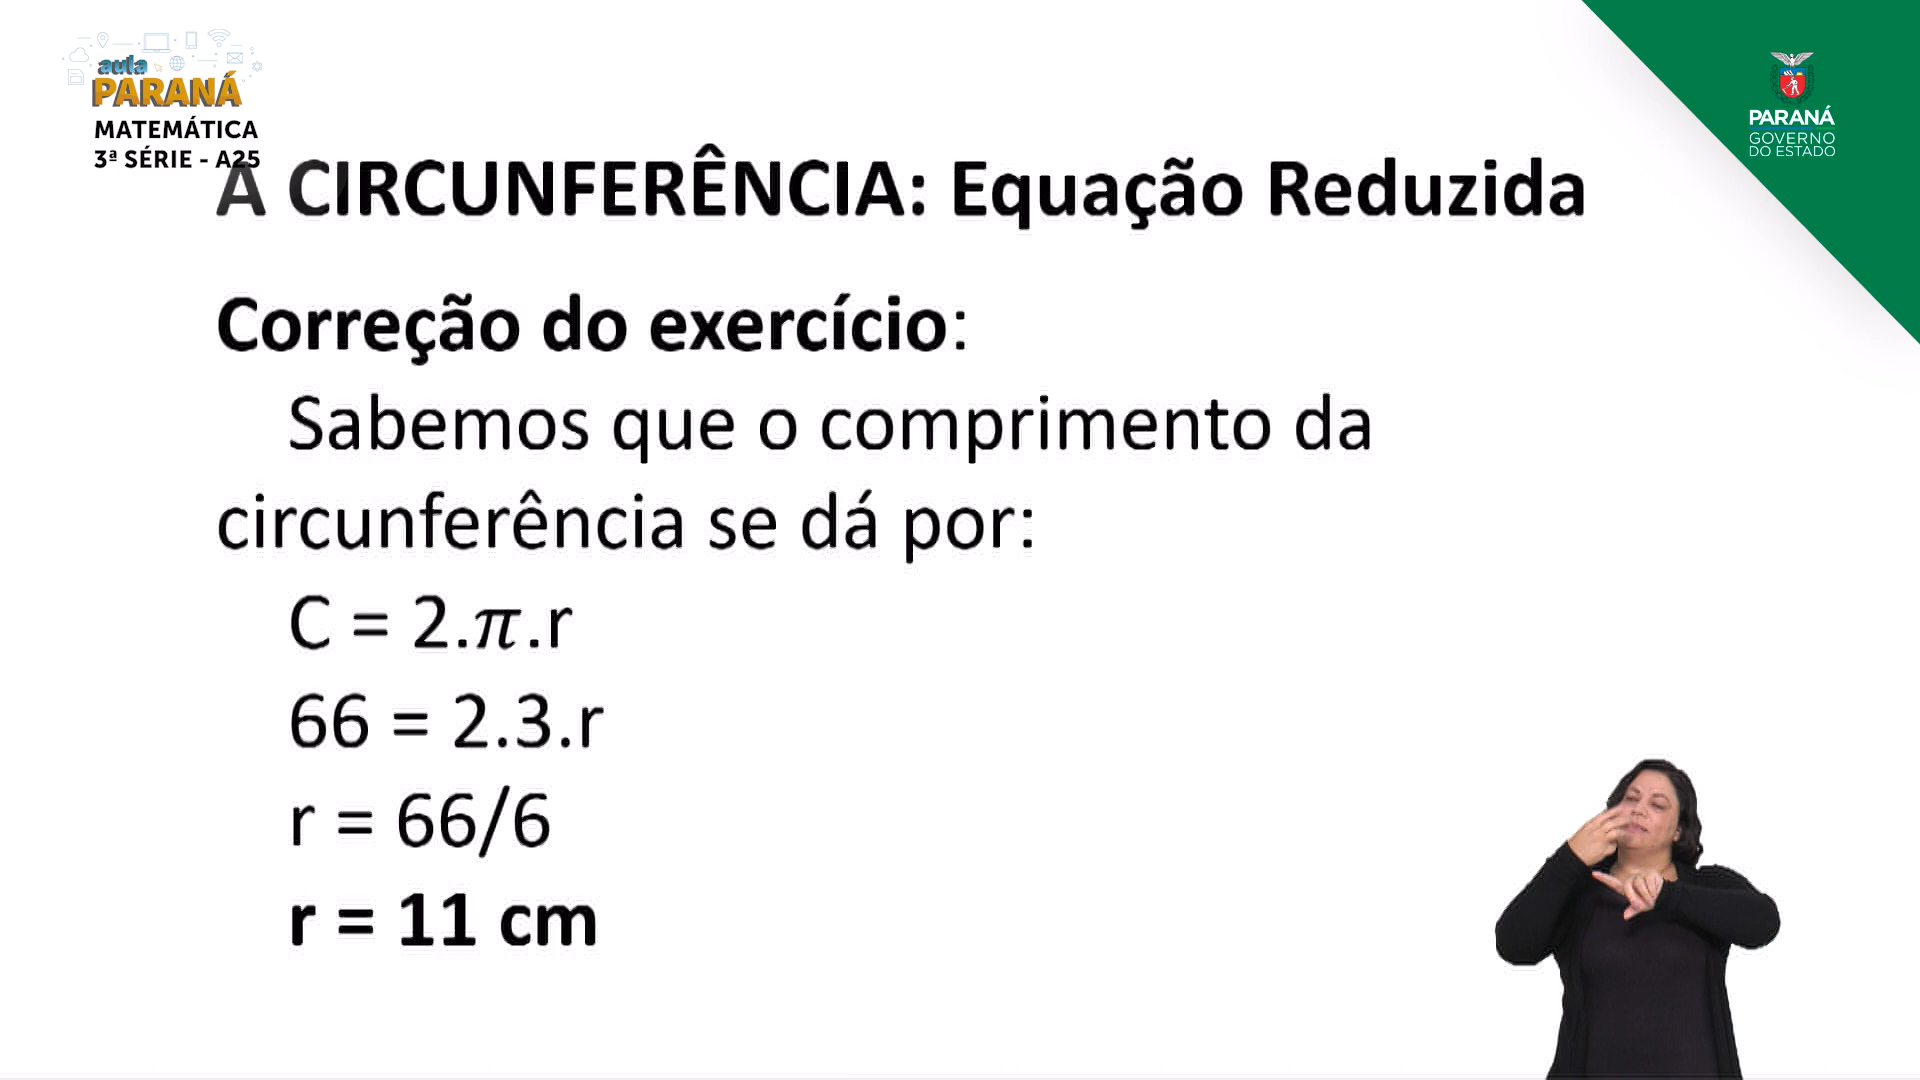 aula
PARANÁ
MATEMÁTICA
3ª SÉRIE - A25
PARANÁ
GOVERNO
DO ESTADO
A CIRCUNFERÊNCIA: Equação Reduzida
Correção do exercício:
Sabemos que o comprimento da
circunferência se dá por:
C = 2.π.r
66 = 2.3.r
r = 66/6
r = 11 cm